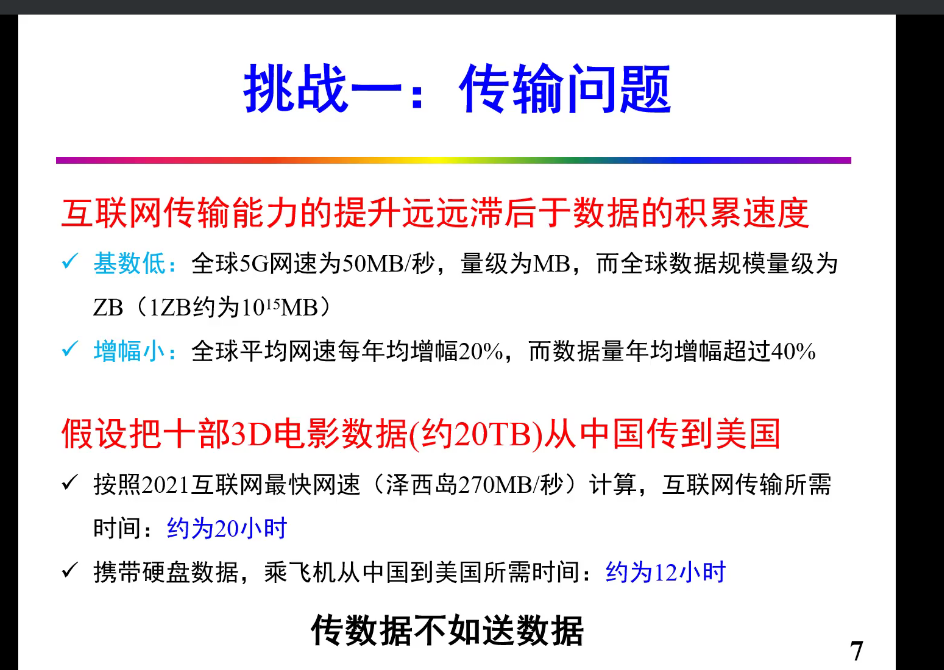 挑战一：传输问题
互联网传输能力的提升远远滞后于数据的积累速度
✓ 基数低：全球5G网速为50MB/秒，量级为MB，而全球数据规模量级为
ZB（1ZB约为10¹⁵MB）
✓ 增幅小：全球平均网速每年均增幅20%，而数据量年均增幅超过40%
假设把十部3D电影数据(约20TB)从中国传到美国
✓ 按照2021互联网最快网速（泽西岛270MB/秒）计算，互联网传输所需
时间：约为20小时
✓ 携带硬盘数据，乘飞机从中国到美国所需时间：约为12小时
传数据不如送数据
7